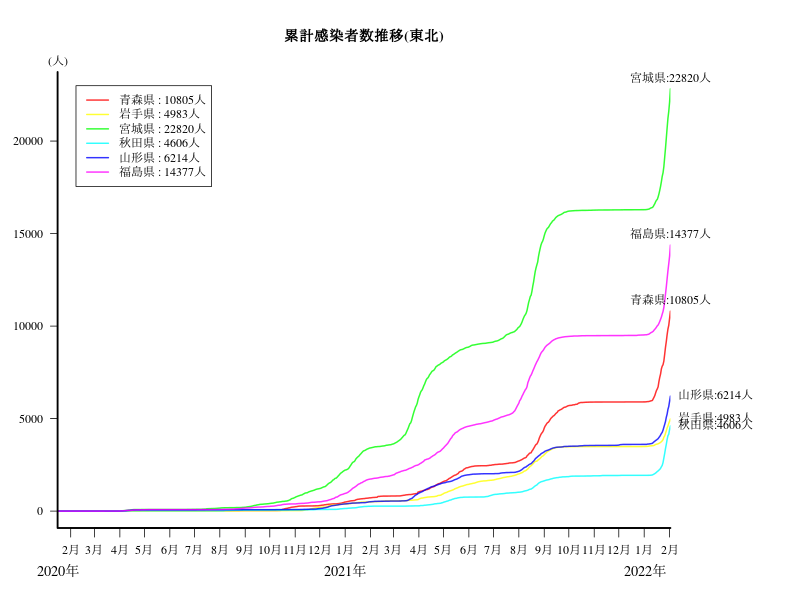 累計感染者数推移(東北)
(人)
青森県 : 10805人
岩手県 : 4983人
宮城県 : 22820人
秋田県 : 4606人
山形県 : 6214人
福島県 : 14377人
宮城県:22820人
福島県:14377人
青森県:10805人
山形県:6214人
岩手県:4983人
秋田県:4606人
20000
15000
10000
5000
0
2月 3月 4月 5月 6月 7月 8月 9月 10月 11月 12月 1月 2月 3月 4月 5月 6月 7月 8月 9月 10月 11月 12月 1月 2月
2020年 2021年 2022年